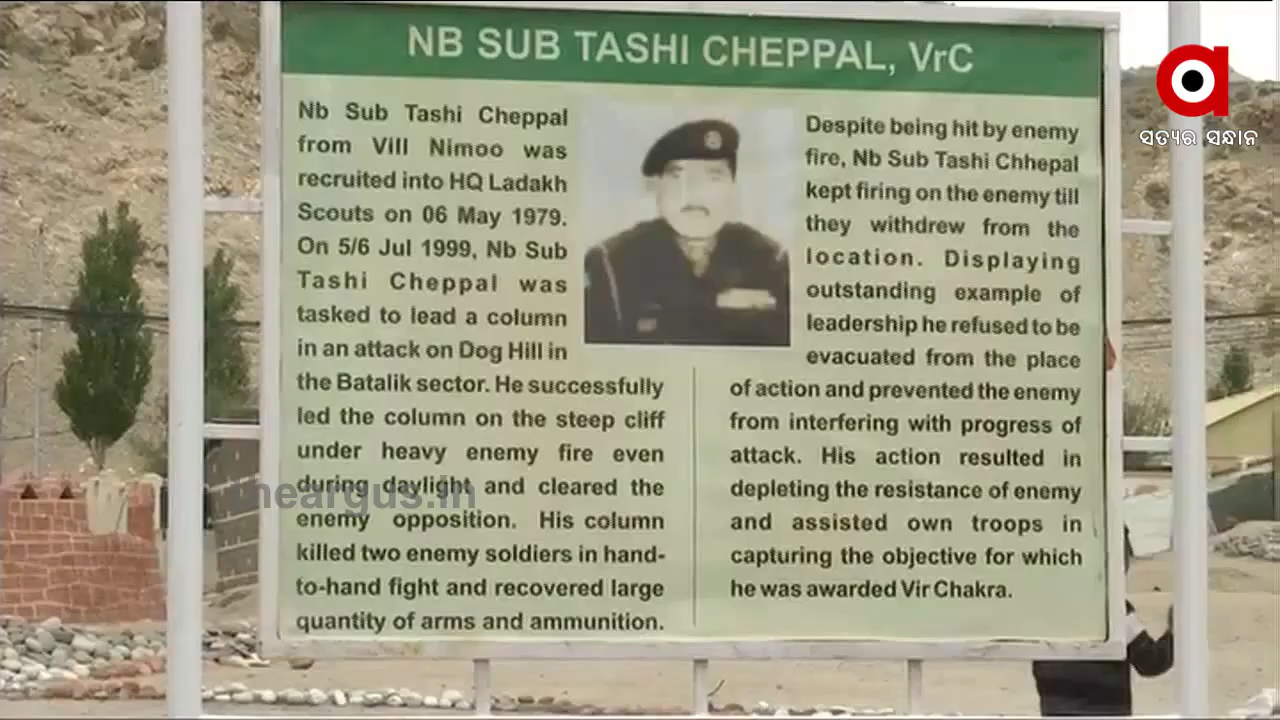 NB SUB TASHI CHEPPAL, VrC
Nb Sub Tashi Cheppal
from Vill Nimoo was
recruited into HQ Ladakh
Scouts on 06 May 1979.
On 5/6 Jul 1999, Nb Sub
Tashi Cheppal was
tasked to lead a column
in an attack on Dog Hill in
the Batalik sector. He successfully
led the column on the steep cliff
under heavy enemy fire even
during daylight and cleared the
enemy opposition. His column
killed two enemy soldiers in hand-
to-hand fight and recovered large
quantity of arms and ammunition.
Despite being hit by enemy
fire, Nb Sub Tashi Chhepal
kept firing on the enemy till
they withdrew from the
location. Displaying
outstanding example of
leadership he refused to be
evacuated from the place
of action and prevented the enemy
from interfering with progress of
attack. His action resulted in
depleting the resistance of enemy
and assisted own troops in
capturing the objective for which
he was awarded Vir Chakra.
ସତ୍ୟର ସନ୍ଧାନ
theargus.in